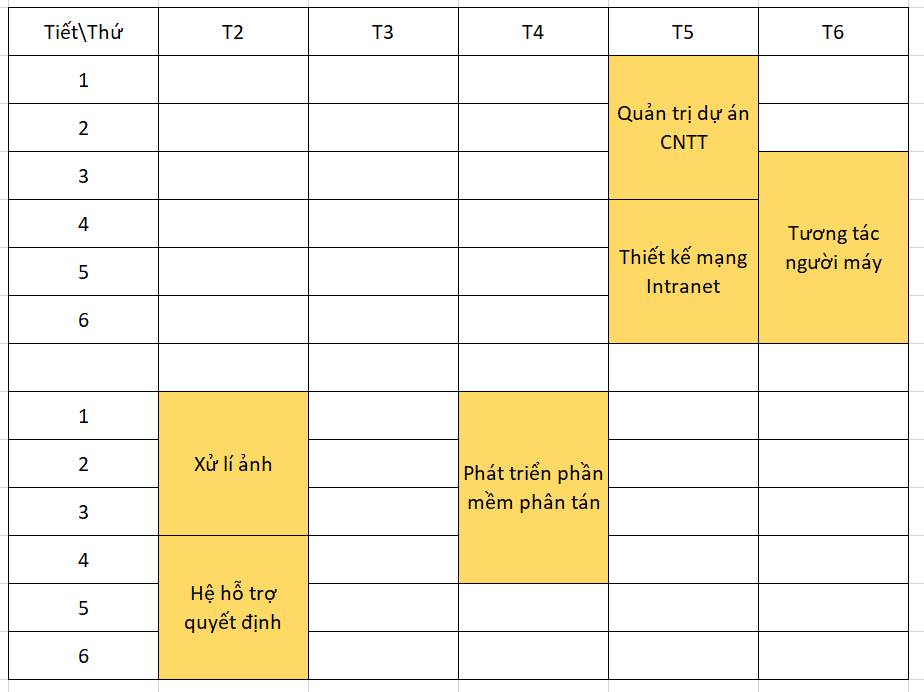 Tiết\Thứ T2 T3 T4 T5 T6
1
Quản trị dự án
2
CNTT
3
4
Tương tác
Thiết kế mạng
người máy
5
Intranet
6
1
2
Xử lí ảnh
Phát triển phần
mềm phân tán
3
4
Hệ hỗ trợ
5
quyết định
6